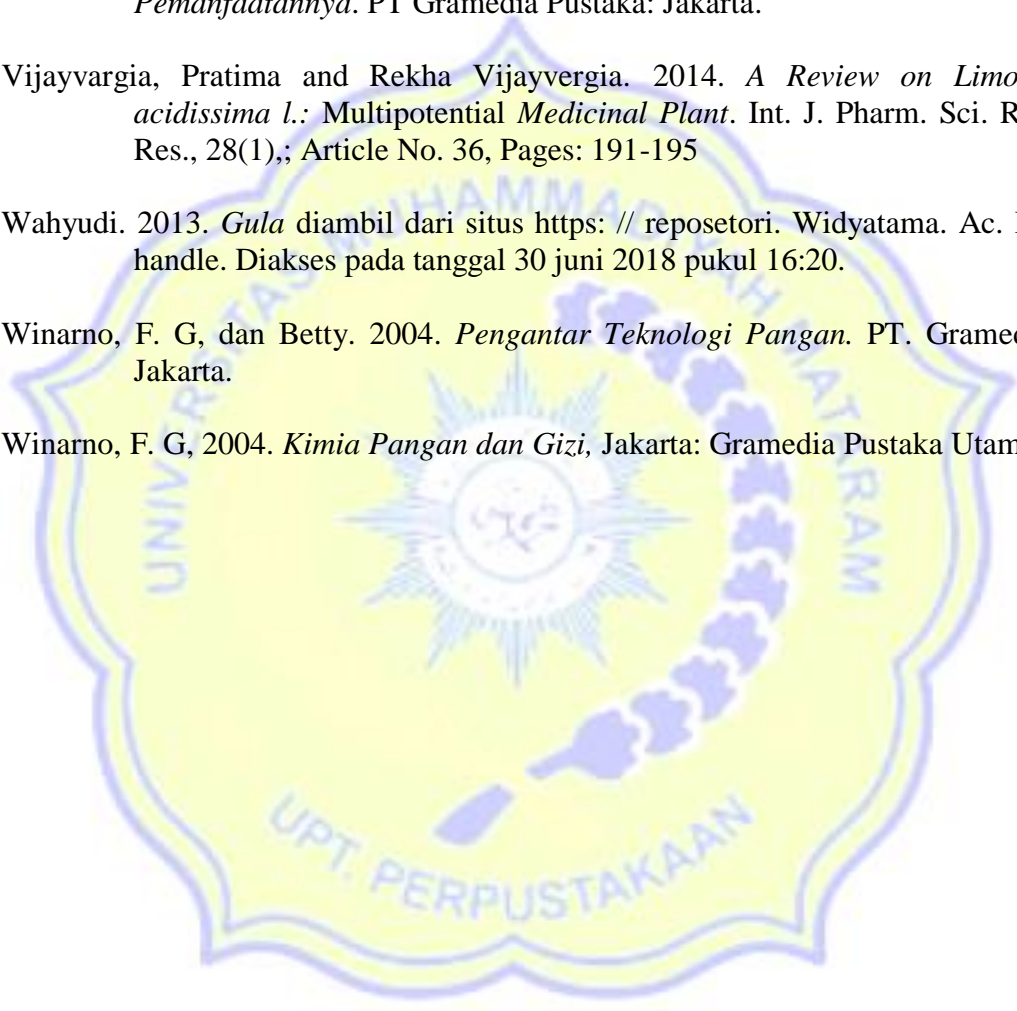 Pemanfaatannya. PT Gramedia Pustaka: Jakarta.
Vijayvargia, Pratima and Rekha Vijayvergia. 2014. A Review on Limo
acidissima l.: Multipotential Medicinal Plant. Int. J. Pharm. Sci. R
Res., 28(1),; Article No. 36, Pages: 191-195
Wahyudi. 2013. Gula diambil dari situs https: // reposetori. Widyatama. Ac.
handle. Diakses pada tanggal 30 juni 2018 pukul 16:20.
Winarno, F. G, dan Betty. 2004. Pengantar Teknologi Pangan. PT. Grame
Jakarta.
Winarno, F. G, 2004. Kimia Pangan dan Gizi, Jakarta: Gramedia Pustaka Utam
UNIVERSITAS MUHAMMADIYAH MATARAM
UPT. PERPUSTAKAAN